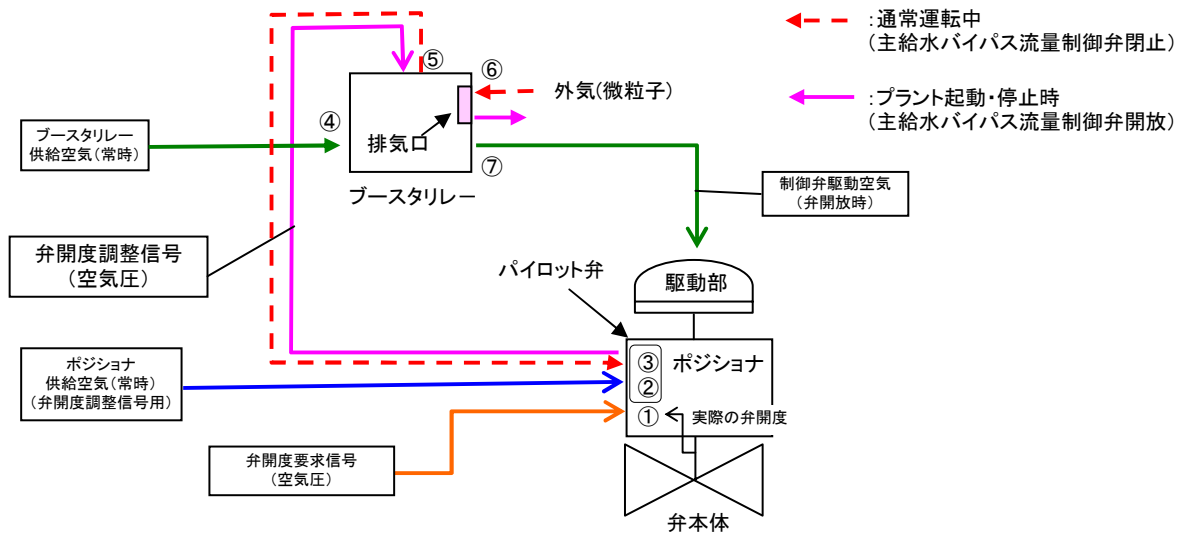 :通常運転中
(主給水バイパス流量制御弁閉止)
:プラント起動・停止時
(主給水バイパス流量制御弁開放)
⑤
⑥
外気(微粒子)
④
排気口
⑦
ブースタリレー
ブースタリレー
供給空気(常時)
制御弁駆動空気
(弁開放時)
弁開度調整信号
(空気圧)
パイロット弁
駆動部
ポジショナ
供給空気(常時)
(弁開度調整信号用)
③
ポジショナ
②
①
実際の弁開度
弁開度要求信号
(空気圧)
弁本体